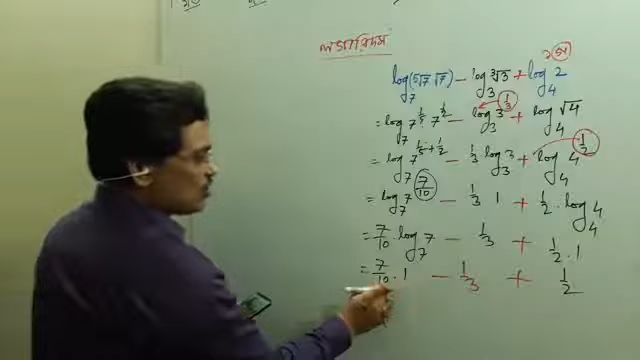 লগারিদম
২গ
log₇(⁵√7 √7) − log₃ ³√3 + log₄ 2
= log₇ 7^(1/5) · 7^(1/2) − log₃ 3^(1/3) + log₄ √4
= log₇ 7^(1/5 + 1/2) − 1/3 log₃ 3 + log₄ 4^(1/2)
= log₇ 7^(7/10) − 1/3 · 1 + 1/2 · log₄ 4
= 7/10 · log₇ 7 − 1/3 + 1/2 · 1
= 7/10 · 1 − 1/3 + 1/2